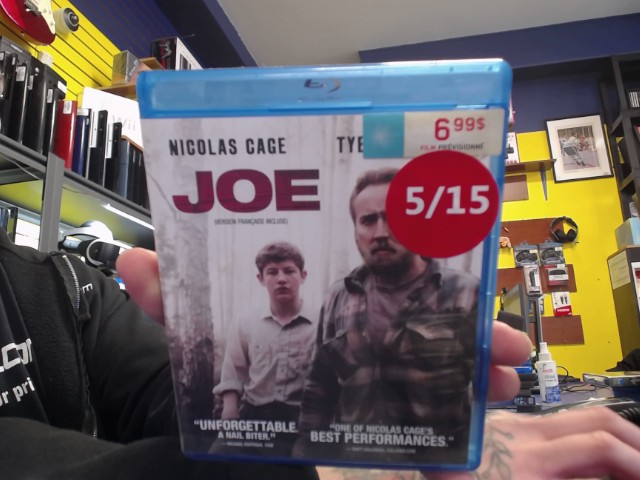 6 99$
FILM PRÉVISIONNÉ
NICOLAS CAGE TYE
5/15
JOE
(VERSION FRANÇAISE INCLUSE)
"UNFORGETTABLE.
A NAIL BITER."
"ONE OF NICOLAS CAGE'S
BEST PERFORMANCES."